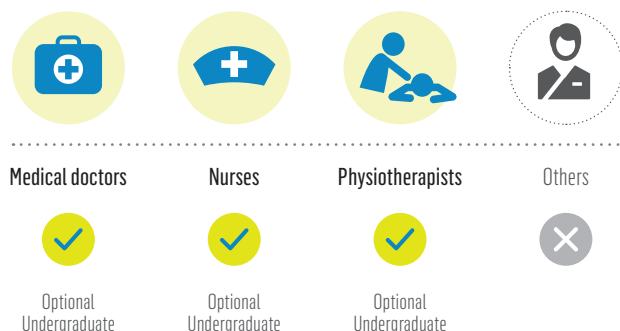 Medical doctors Nurses Physiotherapists Others
Optional Optional Optional
Undergraduate Undergraduate Undergraduate